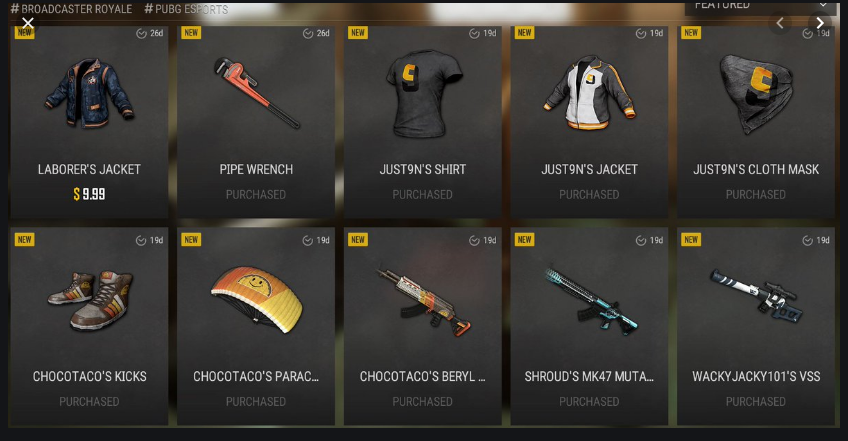 #BROADCASTER ROYALE #PUBG ESPORTS
FEATURED
NEW 26d
LABORER'S JACKET
$ 9.99
NEW 26d
PIPE WRENCH
PURCHASED
NEW 19d
JUST9N'S SHIRT
PURCHASED
NEW 19d
JUST9N'S JACKET
PURCHASED
NEW 19d
JUST9N'S CLOTH MASK
PURCHASED
NEW 19d
CHOCOTACO'S KICKS
PURCHASED
NEW 19d
CHOCOTACO'S PARAC...
PURCHASED
NEW 19d
CHOCOTACO'S BERYL ...
PURCHASED
NEW 19d
SHROUD'S MK47 MUTA...
PURCHASED
NEW 19d
WACKYJACKY101'S VSS
PURCHASED